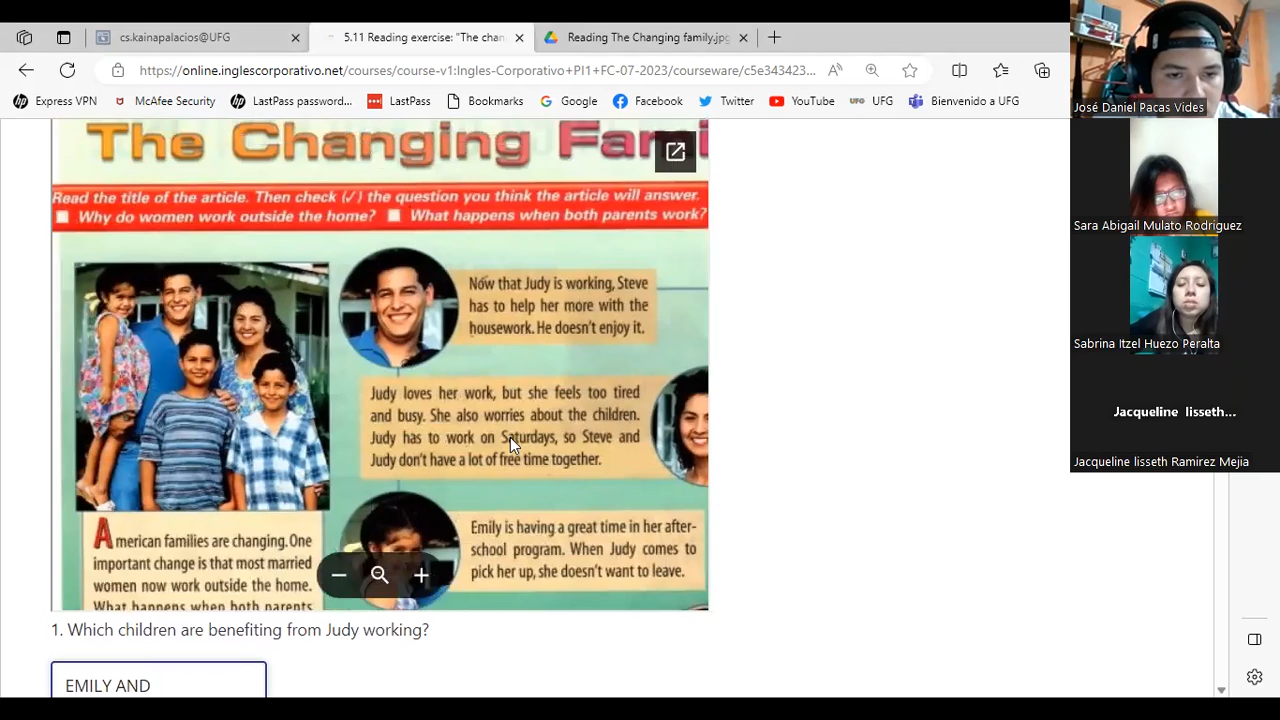 cs.kainapalacios@UFG
5.11 Reading exercise: "The chan
Reading The Changing family.jpg
https://online.inglescorporativo.net/courses/course-v1:Ingles-Corporativo+PI1+FC-07-2023/courseware/c5e343423...
Express VPN
McAfee Security
LastPass password...
LastPass
Bookmarks
Google
Facebook
Twitter
YouTube
UFG
Bienvenido a UFG
The Changing Fami
Read the title of the article. Then check (✓) the question you think the article will answer.
Why do women work outside the home? What happens when both parents work?
Now that Judy is working, Steve
has to help her more with the
housework. He doesn't enjoy it.
Judy loves her work, but she feels too tired
and busy. She also worries about the children.
Judy has to work on Saturdays, so Steve and
Judy don't have a lot of free time together.
American families are changing. One
important change is that most married
women now work outside the home.
What happens when both parents
Emily is having a great time in her after-
school program. When Judy comes to
pick her up, she doesn't want to leave.
1. Which children are benefiting from Judy working?
EMILY AND
José Daniel Pacas Vides
Sara Abigail Mulato Rodriguez
Sabrina Itzel Huezo Peralta
Jacqueline lisseth...
Jacqueline lisseth Ramirez Mejia